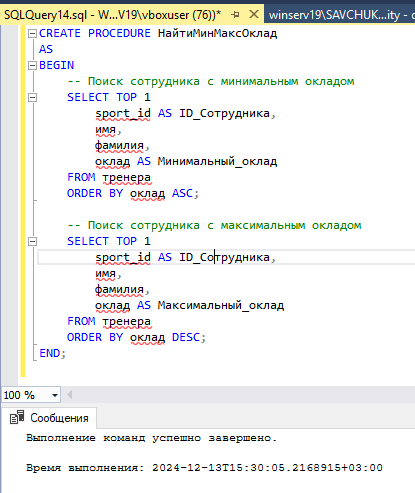 SQLQuery14.sql - W...V19\vboxuser (76))*
winserv19\SAVCHUK...ity - d
CREATE PROCEDURE НайтиМинМаксОклад
AS
BEGIN
-- Поиск сотрудника с минимальным окладом
SELECT TOP 1
sport_id AS ID_Сотрудника,
имя,
фамилия,
оклад AS Минимальный_оклад
FROM тренера
ORDER BY оклад ASC;
-- Поиск сотрудника с максимальным окладом
SELECT TOP 1
sport_id AS ID_Сотрудника,
имя,
фамилия,
оклад AS Максимальный_оклад
FROM тренера
ORDER BY оклад DESC;
END;
100 %
Сообщения
Выполнение команд успешно завершено.
Время выполнения: 2024-12-13T15:30:05.2168915+03:00